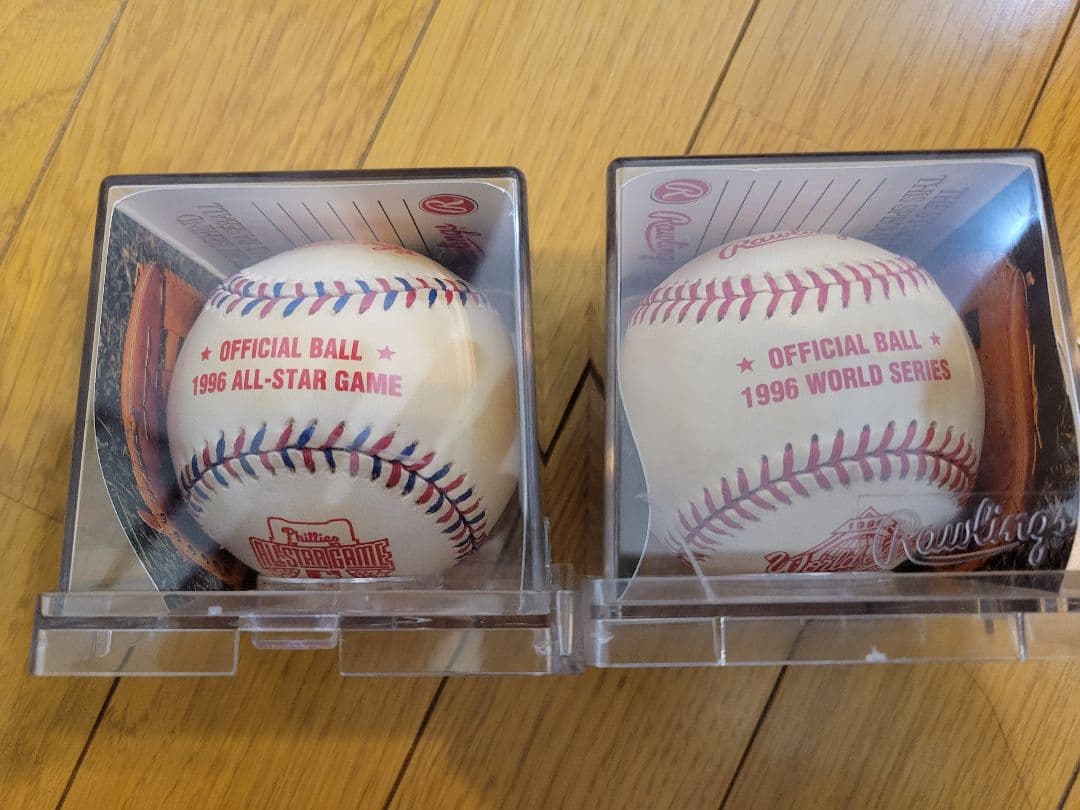 R
Rawlings
★ OFFICIAL BALL ★
1996 ALL-STAR GAME
Phillies
ALL-STAR GAME
R
Rawlings
Rawlings
★ OFFICIAL BALL ★
1996 WORLD SERIES
1996
World
Rawlings